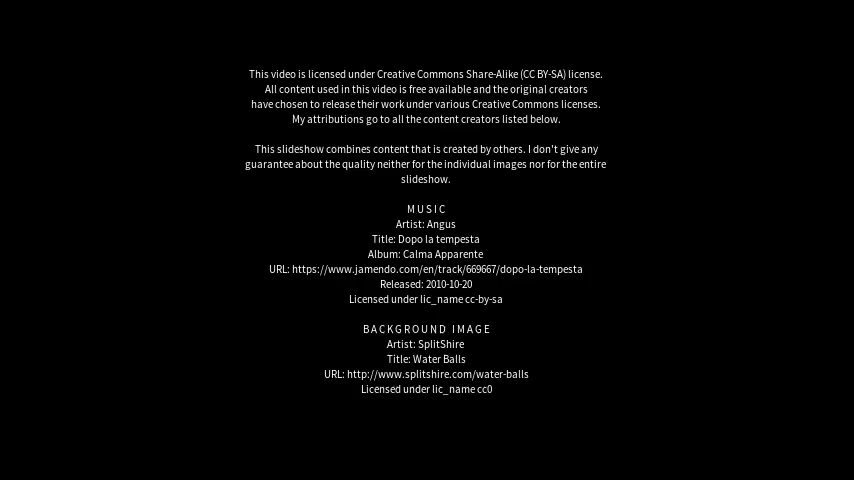 This video is licensed under Creative Commons Share-Alike (CC BY-SA) license.
All content used in this video is free available and the original creators
have chosen to release their work under various Creative Commons licenses.
My attributions go to all the content creators listed below.
This slideshow combines content that is created by others. I don't give any
guarantee about the quality neither for the individual images nor for the entire
slideshow.
MUSIC
Artist: Angus
Title: Dopo la tempesta
Album: Calma Apparente
URL: https://www.jamendo.com/en/track/669667/dopo-la-tempesta
Released: 2010-10-20
Licensed under lic_name cc-by-sa
BACKGROUND IMAGE
Artist: SplitShire
Title: Water Balls
URL: http://www.splitshire.com/water-balls
Licensed under lic_name cc0